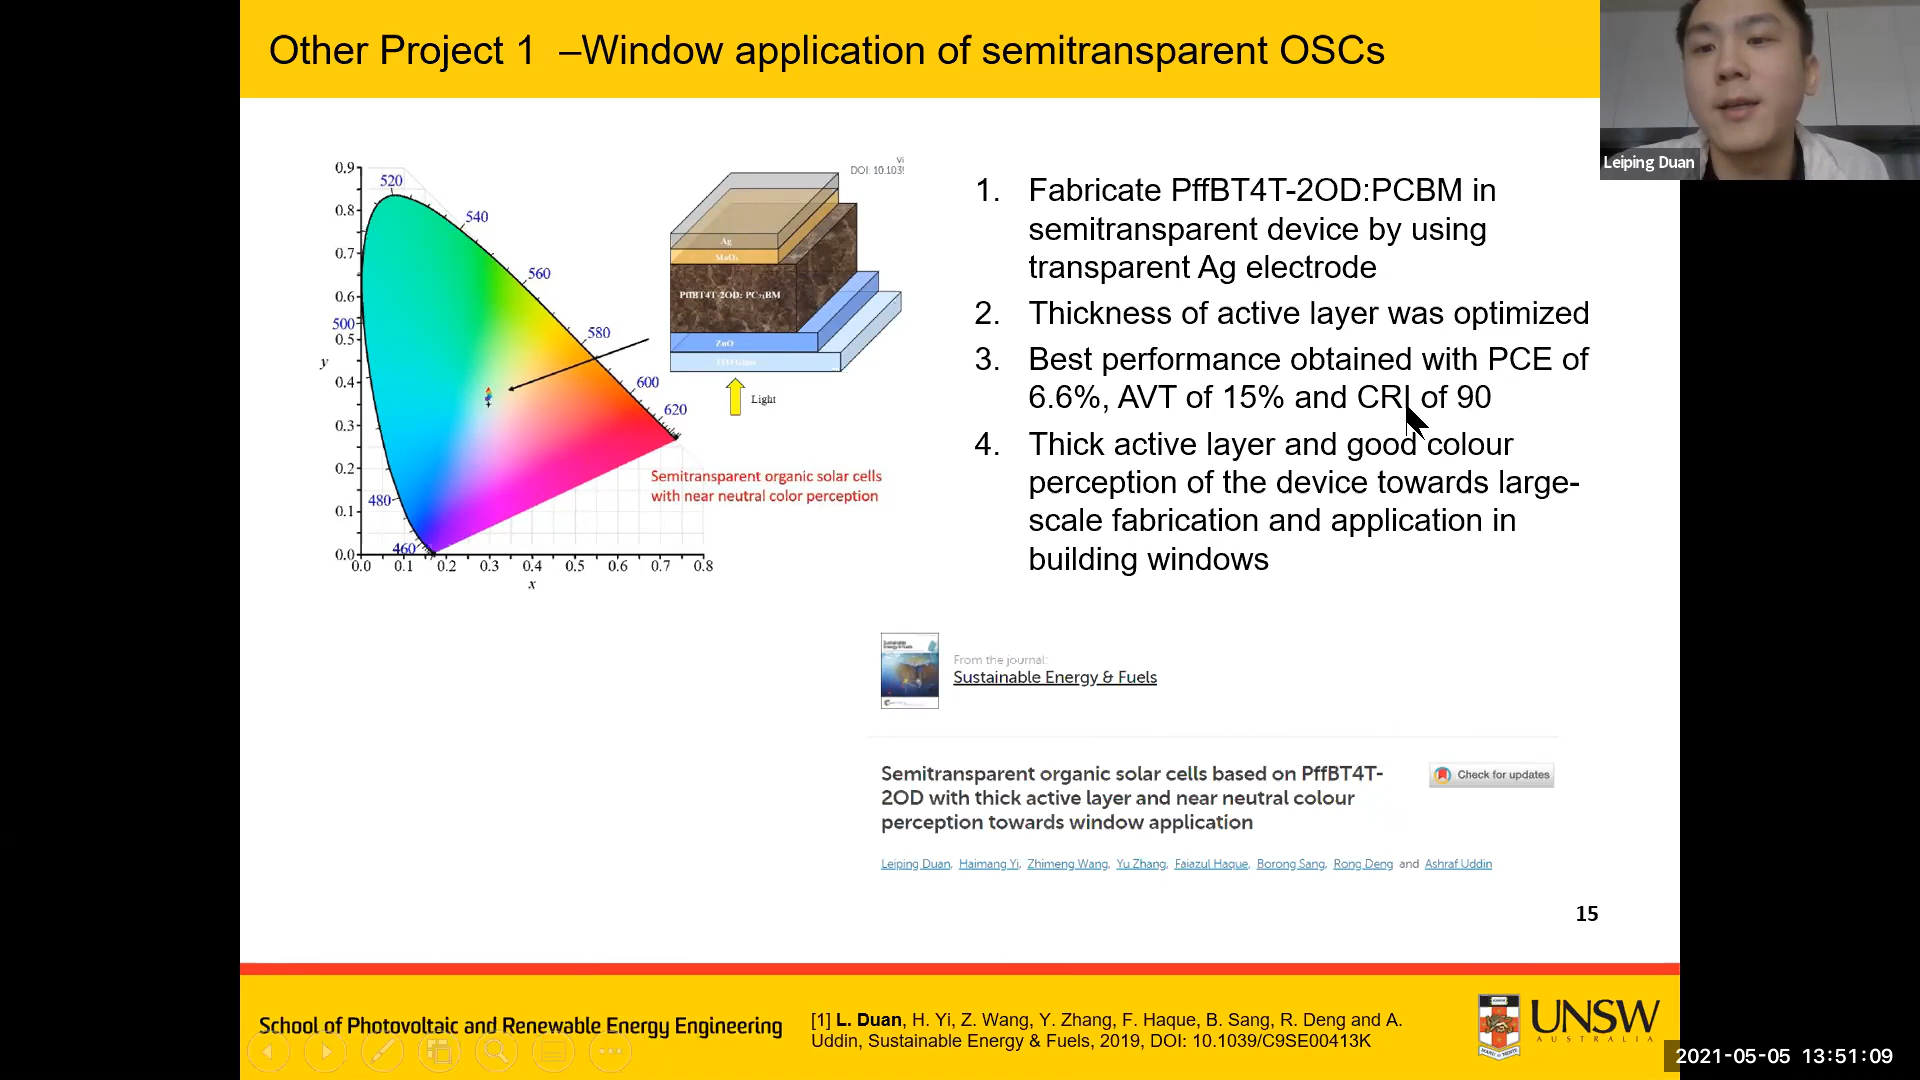 Other Project 1 –Window application of semitransparent OSCs
Leiping Duan
0.9
0.8
0.7
0.6
0.5
0.4
0.3
0.2
0.1
0.0
y
0.0 0.1 0.2 0.3 0.4 0.5 0.6 0.7 0.8
x
520
540
560
580
600
620
500
480
460
Vi
DOI: 10.103
Ag
MoO₃
PffBT4T-2OD: PC₇₁BM
ZnO
ITO Glass
Light
Semitransparent organic solar cells
with near neutral color perception
1. Fabricate PffBT4T-2OD:PCBM in
semitransparent device by using
transparent Ag electrode
2. Thickness of active layer was optimized
3. Best performance obtained with PCE of
6.6%, AVT of 15% and CRI of 90
4. Thick active layer and good colour
perception of the device towards large-
scale fabrication and application in
building windows
Sustainable
Energy & Fuels
From the journal:
Sustainable Energy & Fuels
Semitransparent organic solar cells based on PffBT4T-
2OD with thick active layer and near neutral colour
perception towards window application
Check for updates
Leiping Duan, Haimang Yi, Zhimeng Wang, Yu Zhang, Faiazul Haque, Borong Sang, Rong Deng and Ashraf Uddin
15
School of Photovoltaic and Renewable Energy Engineering
[1] L. Duan, H. Yi, Z. Wang, Y. Zhang, F. Haque, B. Sang, R. Deng and A.
Uddin, Sustainable Energy & Fuels, 2019, DOI: 10.1039/C9SE00413K
UNSW
AUSTRALIA
2021-05-05 13:51:09